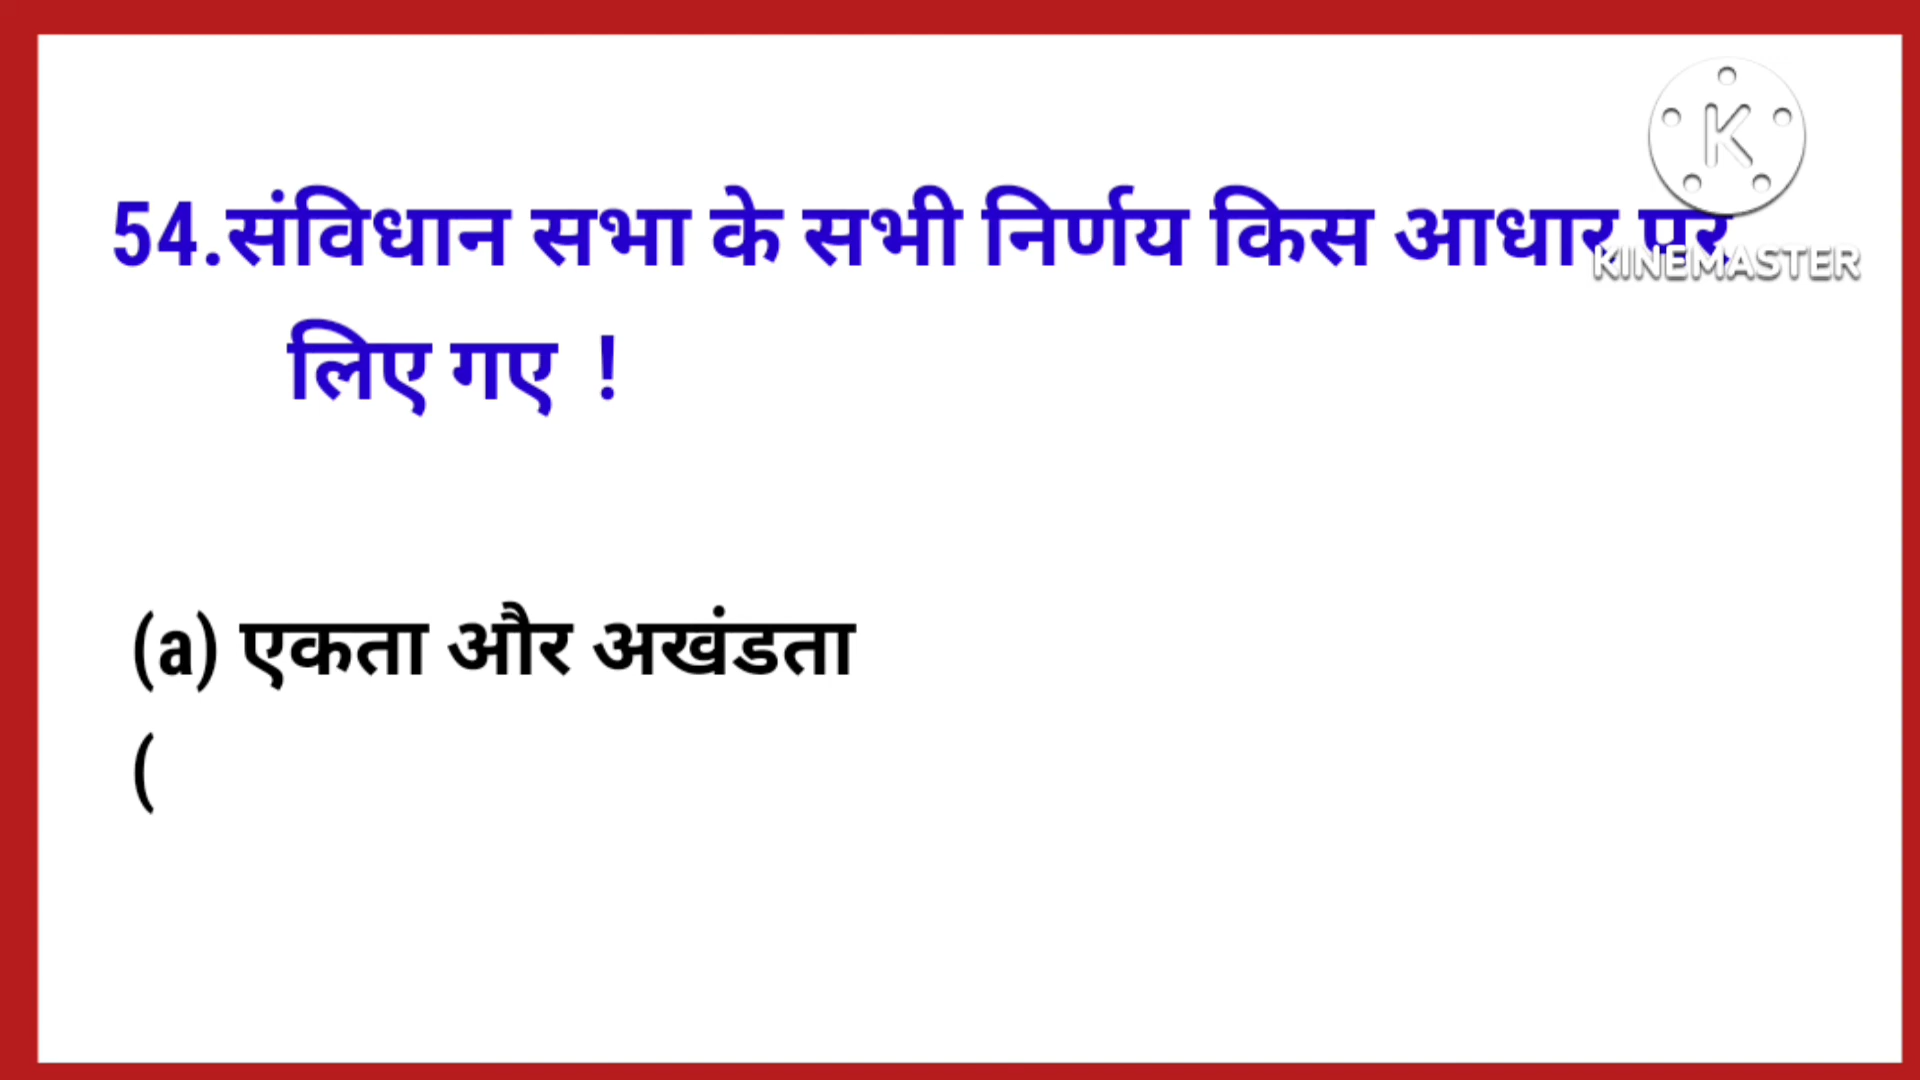 54.संविधान सभा के सभी निर्णय किस आधार पर
लिए गए !
K
KINEMASTER
(a) एकता और अखंडता
(